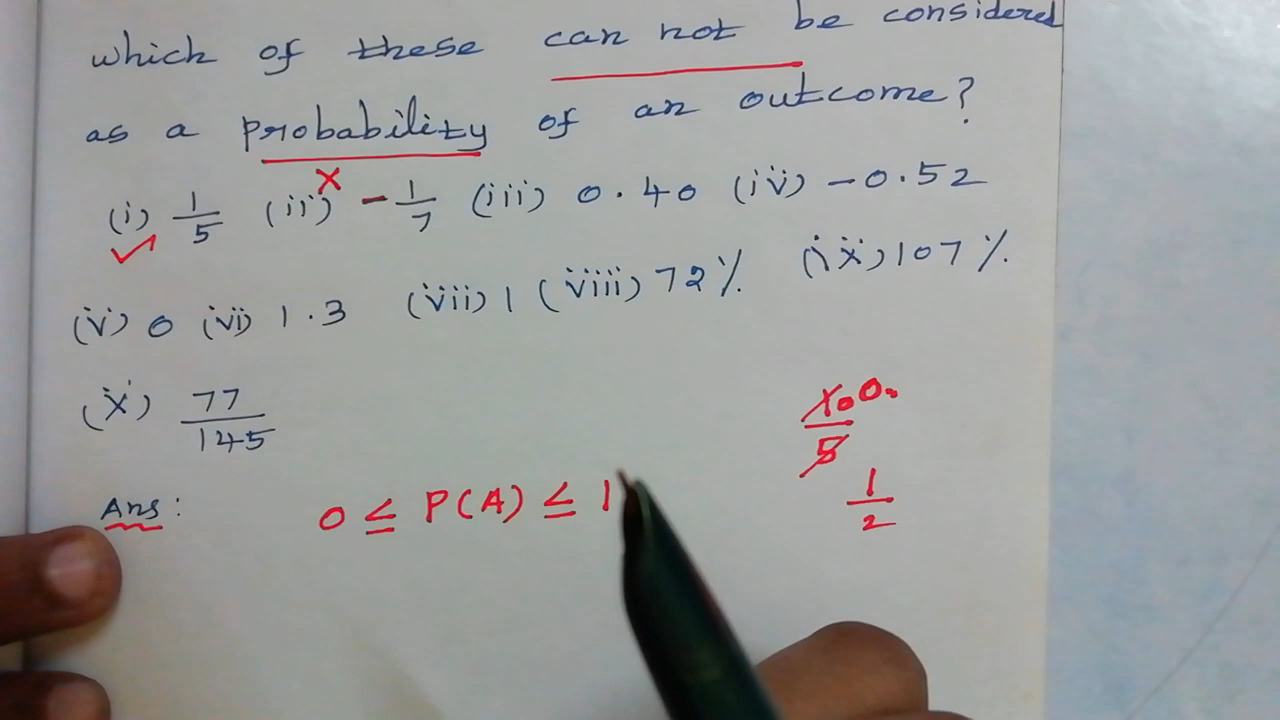 which of these can not be considered
as a probability of an outcome?
(i) 1/5 (ii) -1/7 (iii) 0.40 (iv) -0.52
(v) 0 (vi) 1.3 (vii) 1 (viii) 72% (ix) 107%
(x) 77/145
Ans: 0 ≤ P(A) ≤ 1
1/2